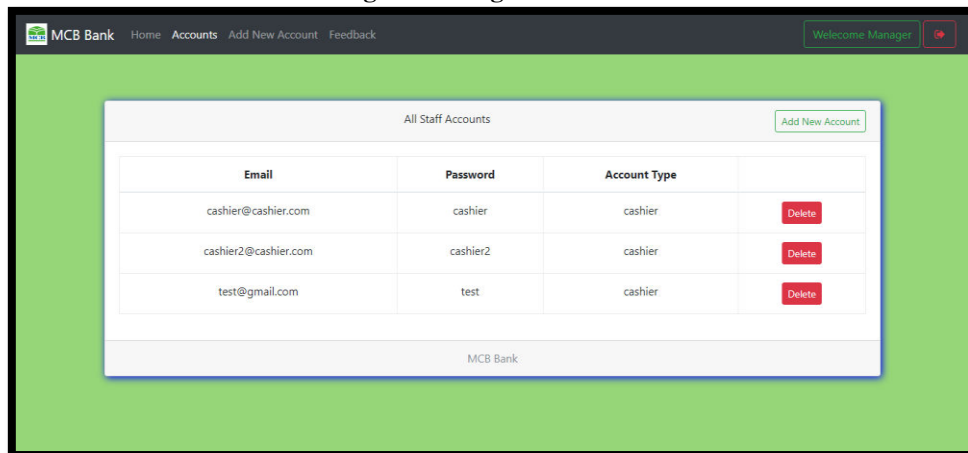 MCB Bank Home Accounts Add New Account Feedback Welecome Manager
All Staff Accounts Add New Account
Email Password Account Type
cashier@cashier.com cashier cashier Delete
cashier2@cashier.com cashier2 cashier Delete
test@gmail.com test cashier Delete
MCB Bank